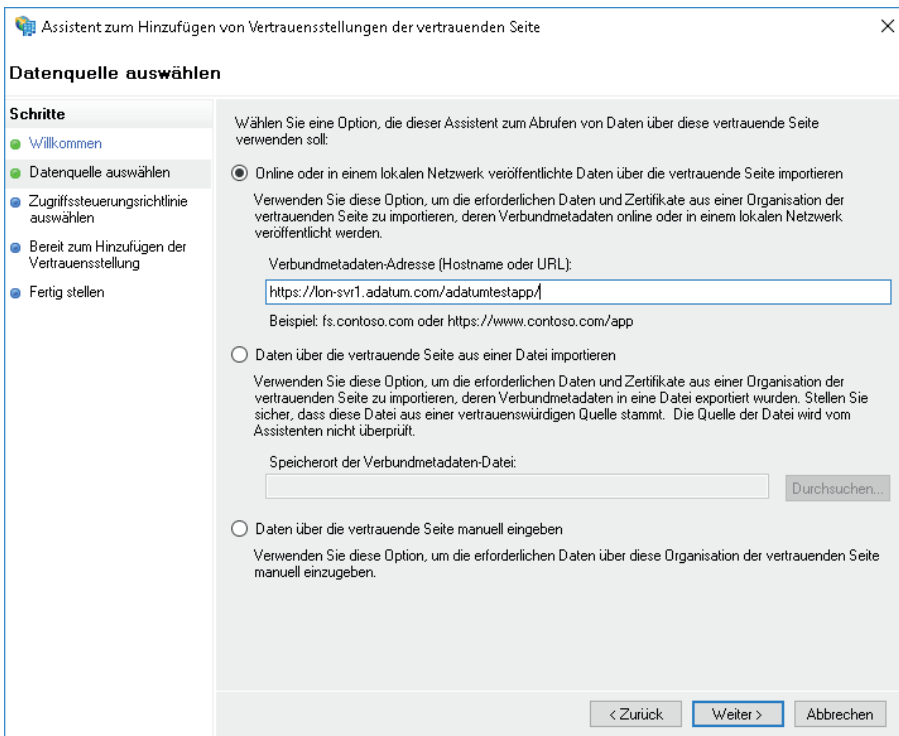 Assistent zum Hinzufügen von Vertrauensstellungen der vertrauenden Seite
Datenquelle auswählen
Schritte
Willkommen
Datenquelle auswählen
Zugriffssteuerungsrichtlinie
auswählen
Bereit zum Hinzufügen der
Vertrauensstellung
Fertig stellen
Wählen Sie eine Option, die dieser Assistent zum Abrufen von Daten über diese vertrauende Seite
verwenden soll:
Online oder in einem lokalen Netzwerk veröffentlichte Daten über die vertrauende Seite importieren
Verwenden Sie diese Option, um die erforderlichen Daten und Zertifikate aus einer Organisation der
vertrauenden Seite zu importieren, deren Verbundmetadaten online oder in einem lokalen Netzwerk
veröffentlicht werden.
Verbundmetadaten-Adresse (Hostname oder URL):
https://lon-svr1.adatum.com/adatumtestapp/
Beispiel: fs.contoso.com oder https://www.contoso.com/app
Daten über die vertrauende Seite aus einer Datei importieren
Verwenden Sie diese Option, um die erforderlichen Daten und Zertifikate aus einer Organisation der
vertrauenden Seite zu importieren, deren Verbundmetadaten in eine Datei exportiert wurden. Stellen Sie
sicher, dass diese Datei aus einer vertrauenswürdigen Quelle stammt.  Die Quelle der Datei wird vom
Assistenten nicht überprüft.
Speicherort der Verbundmetadaten-Datei:
Durchsuchen...
Daten über die vertrauende Seite manuell eingeben
Verwenden Sie diese Option, um die erforderlichen Daten über diese Organisation der vertrauenden Seite
manuell einzugeben.
< Zurück
Weiter >
Abbrechen